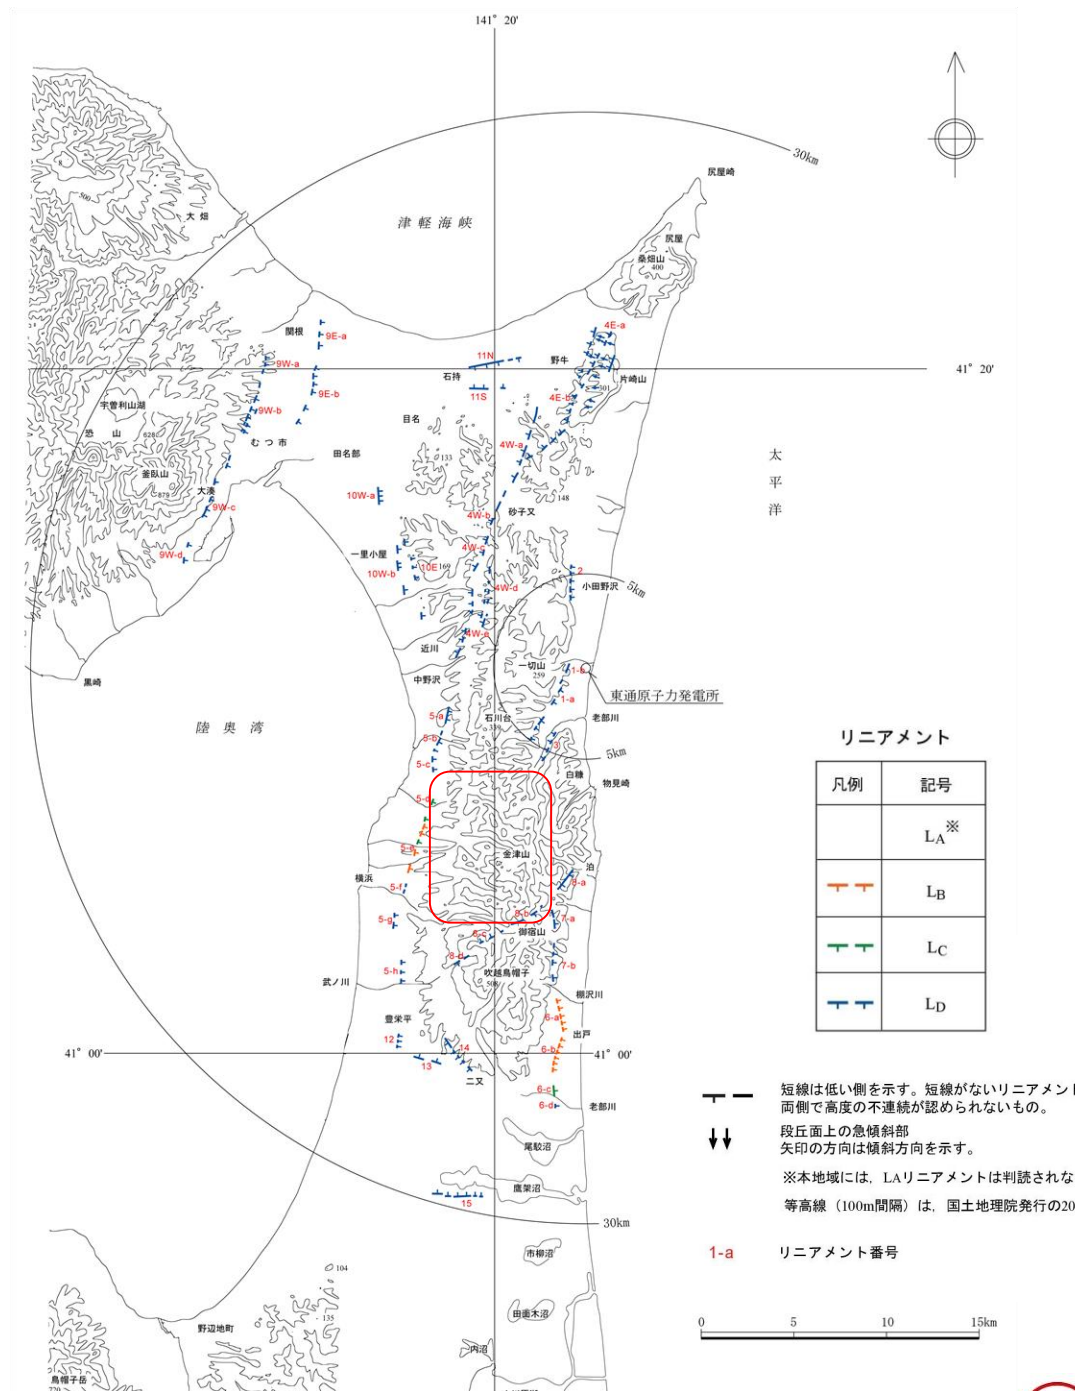 141° 20'
30km
尻屋崎
大畑
津軽海峡
尻屋
桑畑山
400
500
関根
9E-a
4E-a
11N
野牛
9W-a
41° 20'
石持
片崎山
11S
301
9E-b
4E-b
宇曽利山湖
9W-b
目名
恐山
628
むつ市
4W-a
太平洋
田名部
133
釜臥山
879
大湊
10W-a
148
9W-c
4W-b
砂子又
4W-c
一里小屋
9W-d
10E
169
10W-b
2
4W-d
小田野沢
5km
4W-e
近川
一切山
259
1-b
中野沢
黒崎
東通原子力発電所
1-a
5-a
石川台
老部川
陸奥湾
5-b
3
5km
リニアメント
5-c
白糠
物見崎
凡例
記号
5-d
LA※
5-e
金津山
泊
横浜
8-a
LB
5-f
8-b
5-g
7-a
御宿山
8-c
LC
8-d
7-b
5-h
吹越烏帽子
508
武ノ川
棚沢川
LD
豊栄平
6-a
出戸
12
14
6-b
41° 00'
41° 00'
13
二又
6-c
短線は低い側を示す。短線がないリニアメント
6-d
老部川
両側で高度の不連続が認められないもの。
段丘面上の急傾斜部
尾駮沼
矢印の方向は傾斜方向を示す。
※本地域には，LAリニアメントは判読されな
鷹架沼
15
等高線（100m間隔）は，国土地理院発行の20
30km
市柳沼
1-a
リニアメント番号
104
田面木沼
135
野辺地町
0 5 10 15km
内沼
烏帽子岳
720